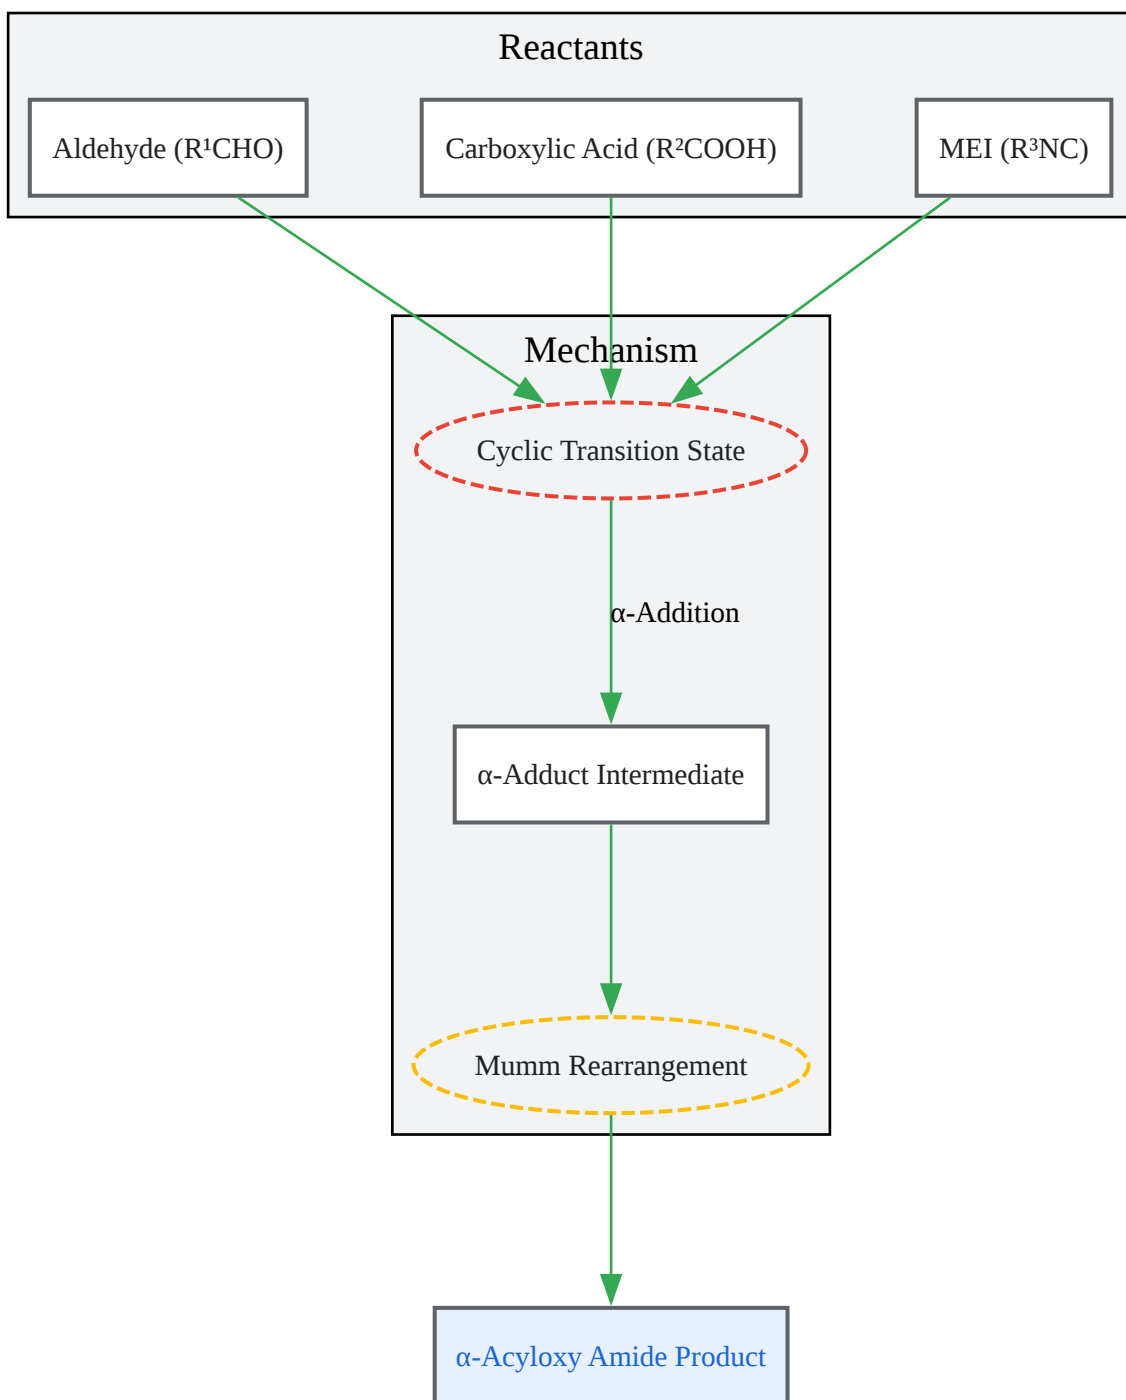 Reactants
Aldehyde (R¹CHO)
Carboxylic Acid (R²COOH)
MEI (R³NC)
Mechanism
Cyclic Transition State
α-Addition
α-Adduct Intermediate
Mumm Rearrangement
α-Acyloxy Amide Product